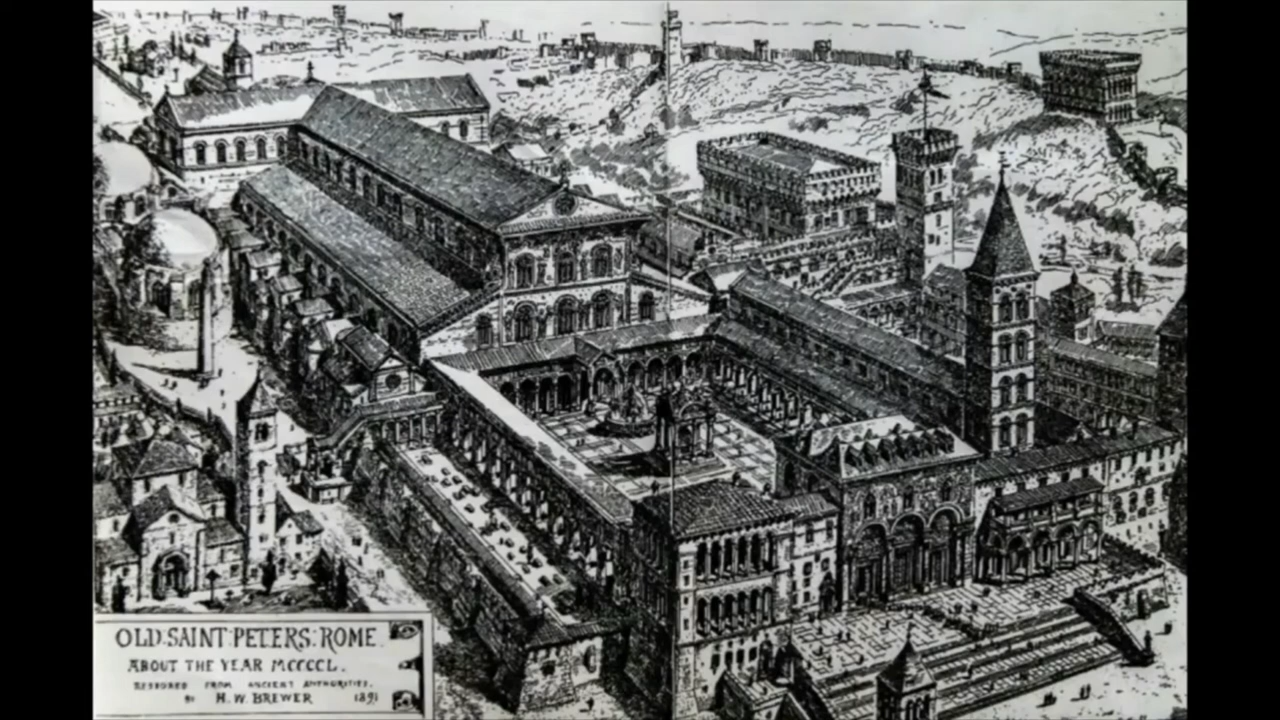 OLD.SAINT.PETERS:ROME.
ABOUT THE YEAR MCCCCL.
RESTORED FROM ANCIENT AUTHORITIES.
BY H. W. BREWER 1891